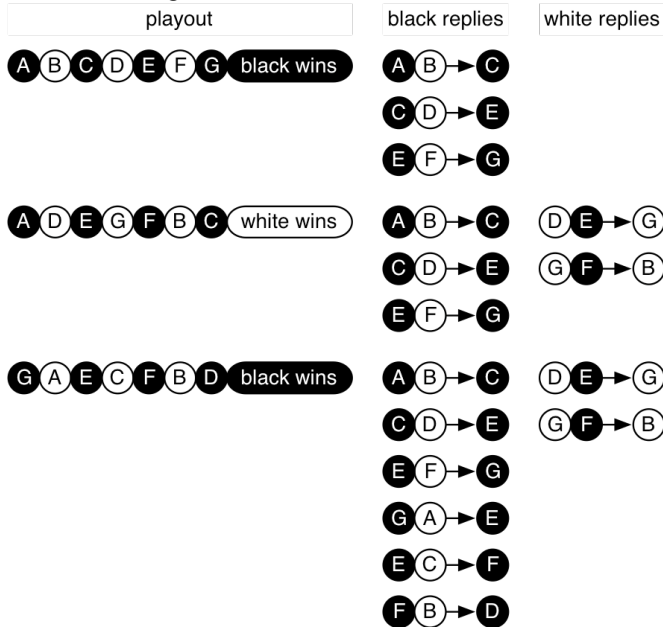 playout black replies white replies
A B C D E F G black wins A B C
C D E
E F G
A D E G F B C white wins A B C D E G
C D E G F B
E F G
G A E C F B D black wins A B C D E G
C D E G F B
E F G
G A E
E C F
F B D